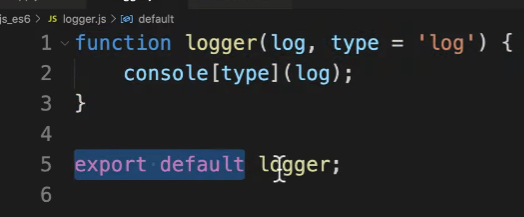 js_es6 > JS logger.js > default
1 function logger(log, type = 'log') {
2 console[type](log);
3 }
4
5 export default logger;
6